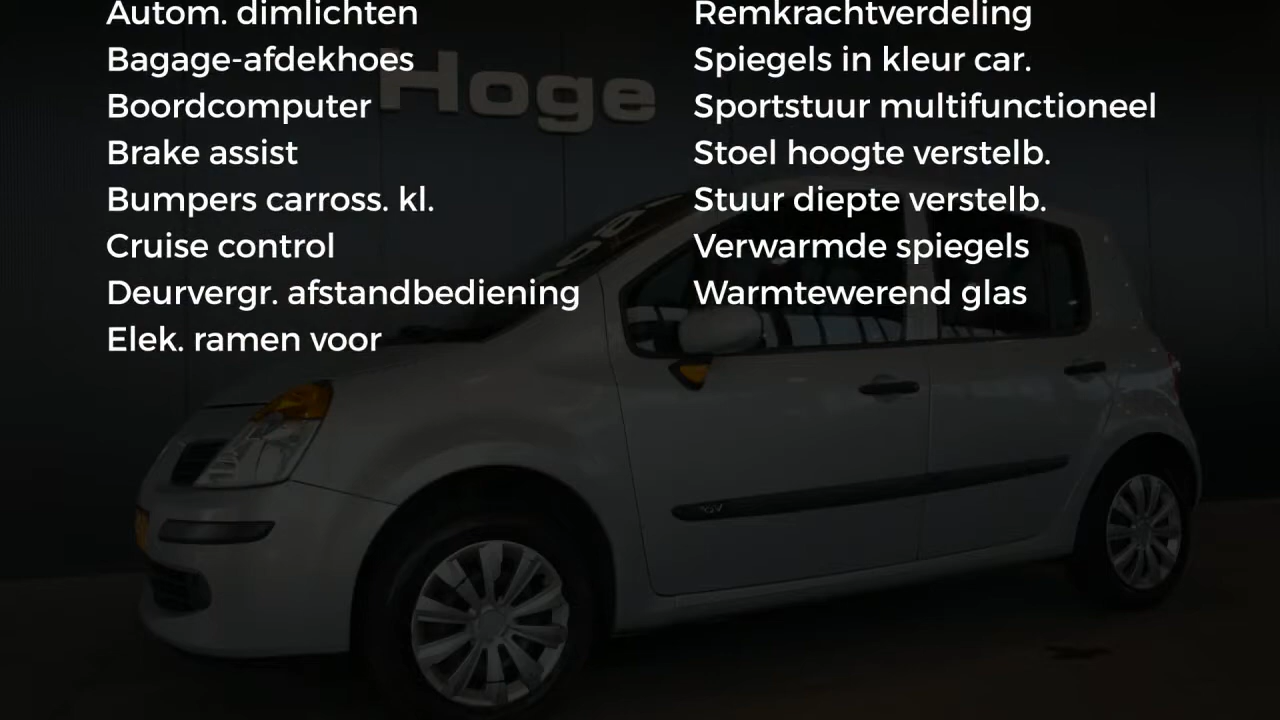 Autom. dimlichten
Bagage-afdekhoes
Boordcomputer
Brake assist
Bumpers carross. kl.
Cruise control
Deurvergr. afstandbediening
Elek. ramen voor
Remkrachtverdeling
Spiegels in kleur car.
Sportstuur multifunctioneel
Stoel hoogte verstelb.
Stuur diepte verstelb.
Verwarmde spiegels
Warmtewerend glas
Hoge